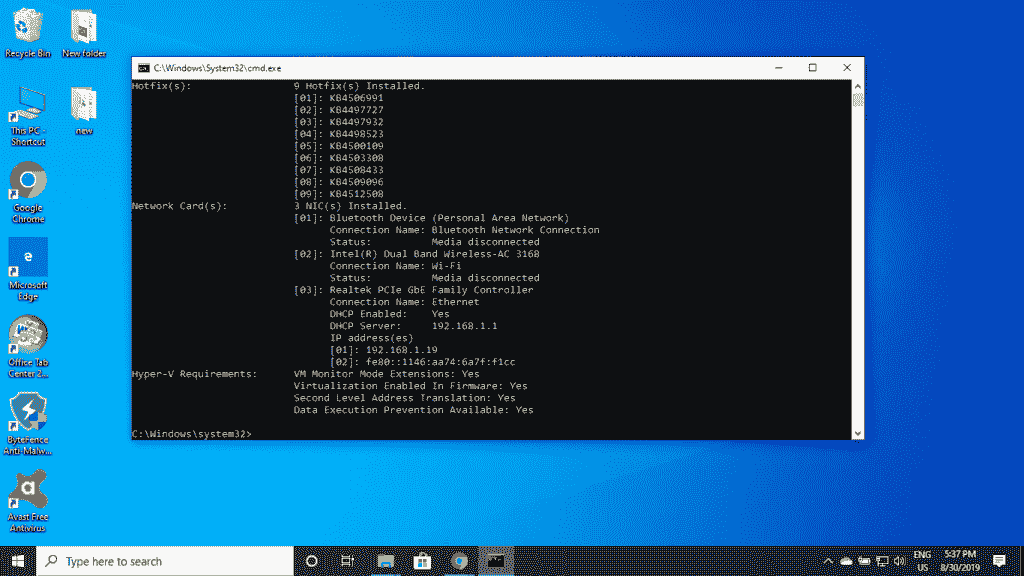 Recycle Bin
New folder
This PC -
Shortcut
new
Google
Chrome
Microsoft
Edge
Office Tab
Center 2...
ByteFence
Anti-Malw...
Avast Free
Antivirus
C:\Windows\System32\cmd.exe
Hotfix(s): 9 Hotfix(s) Installed.
[01]: KB4506991
[02]: KB4497727
[03]: KB4497932
[04]: KB4498523
[05]: KB4500109
[06]: KB4503308
[07]: KB4508433
[08]: KB4509096
[09]: KB4512508
Network Card(s): 3 NIC(s) Installed.
[01]: Bluetooth Device (Personal Area Network)
Connection Name: Bluetooth Network Connection
Status: Media disconnected
[02]: Intel(R) Dual Band Wireless-AC 3168
Connection Name: Wi-Fi
Status: Media disconnected
[03]: Realtek PCIe GbE Family Controller
Connection Name: Ethernet
DHCP Enabled: Yes
DHCP Server: 192.168.1.1
IP address(es)
[01]: 192.168.1.19
[02]: fe80::1146:aa74:6a7f:f1cc
Hyper-V Requirements: VM Monitor Mode Extensions: Yes
Virtualization Enabled In Firmware: Yes
Second Level Address Translation: Yes
Data Execution Prevention Available: Yes
C:\Windows\system32>
Type here to search
ENG
US
5:37 PM
8/30/2019